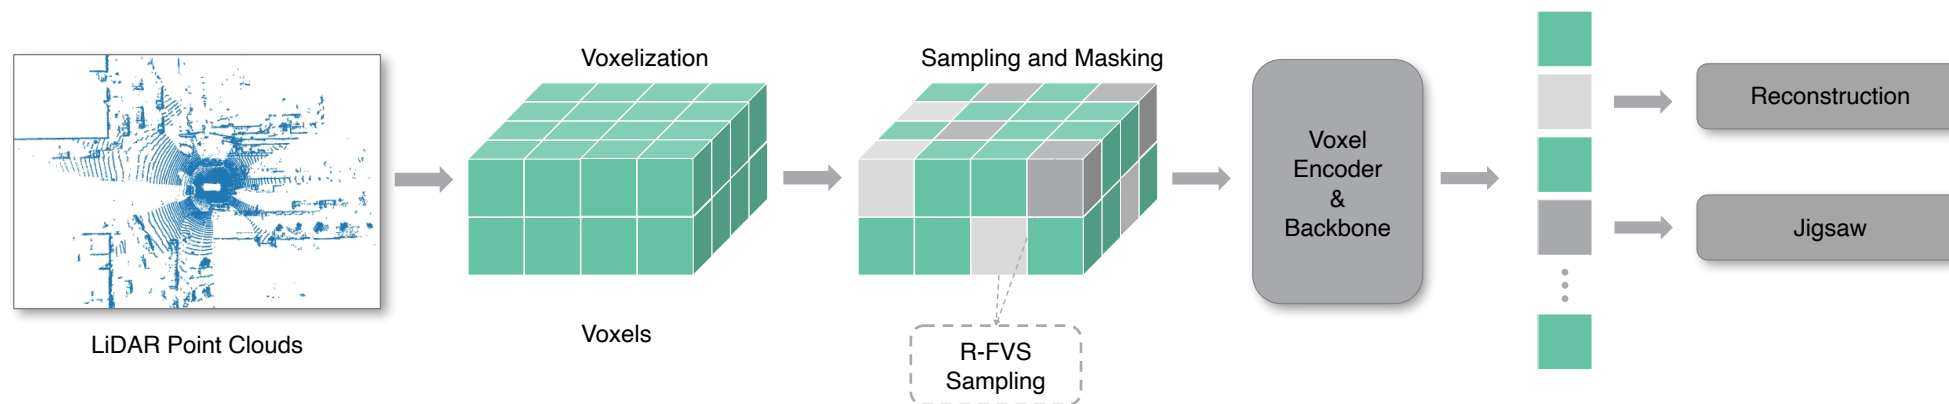 LiDAR Point Clouds
Voxelization
Voxels
Sampling and Masking
R-FVS
Sampling
Voxel
Encoder
&
Backbone
Reconstruction
Jigsaw